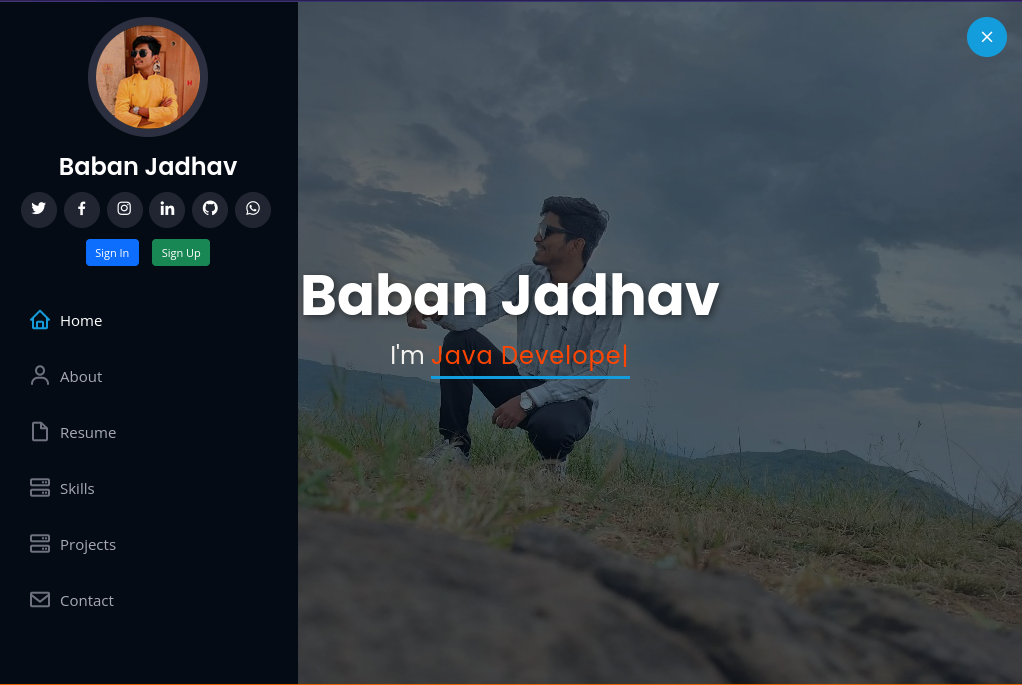 Baban Jadhav
Sign In
Sign Up
Home
About
Resume
Skills
Projects
Contact
Baban Jadhav
I'm Java Develope|